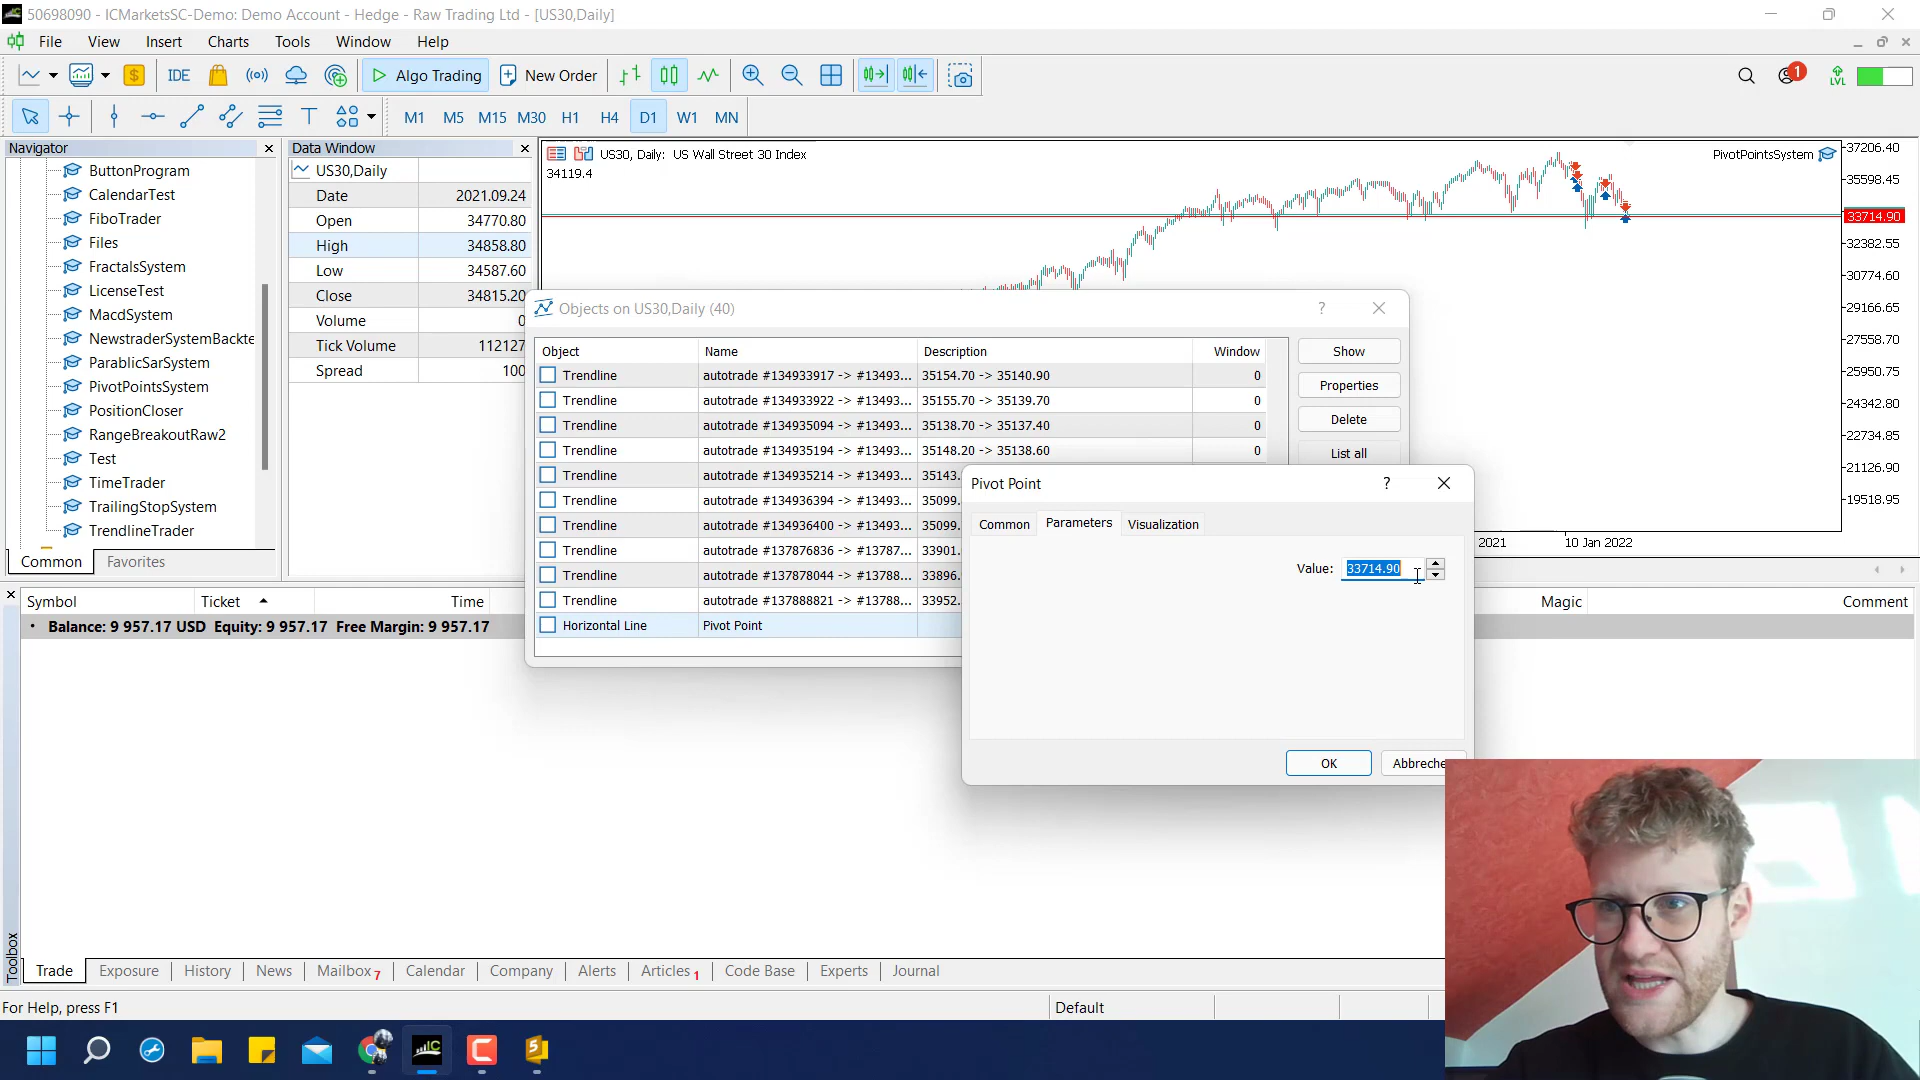 50698090 - ICMarketsSC-Demo: Demo Account - Hedge - Raw Trading Ltd - [US30,Daily]
File View Insert Charts Tools Window Help
IDE Algo Trading New Order 1 LVL
M1 M5 M15 M30 H1 H4 D1 W1 MN
Navigator
ButtonProgram
CalendarTest
FiboTrader
Files
FractalsSystem
LicenseTest
MacdSystem
NewstraderSystemBackte
ParablicSarSystem
PivotPointsSystem
PositionCloser
RangeBreakoutRaw2
Test
TimeTrader
TrailingStopSystem
TrendlineTrader
Common Favorites
Data Window
US30,Daily
Date 2021.09.24
Open 34770.80
High 34858.80
Low 34587.60
Close 34815.20
Volume 0
Tick Volume 112127
Spread 100
US30, Daily: US Wall Street 30 Index
34119.4
PivotPointsSystem
37206.40
35598.45
33714.90
32382.55
30774.60
29166.65
27558.70
25950.75
24342.80
22734.85
21126.90
19518.95
2021 10 Jan 2022
Objects on US30,Daily (40) ?
Object Name Description Window
Trendline autotrade #134933917 -> #13493... 35154.70 -> 35140.90 0
Trendline autotrade #134933922 -> #13493... 35155.70 -> 35139.70 0
Trendline autotrade #134935094 -> #13493... 35138.70 -> 35137.40 0
Trendline autotrade #134935194 -> #13493... 35148.20 -> 35138.60 0
Trendline autotrade #134935214 -> #13493... 35143.
Trendline autotrade #134936394 -> #13493... 35099.
Trendline autotrade #134936400 -> #13493... 35099.
Trendline autotrade #137876836 -> #13787... 33901.
Trendline autotrade #137878044 -> #13788... 33896.
Trendline autotrade #137888821 -> #13788... 33952.
Horizontal Line Pivot Point
Show
Properties
Delete
List all
Pivot Point ?
Common Parameters Visualization
Value: 33714.90
OK Abbreche
Symbol Ticket Time Magic Comment
Balance: 9 957.17 USD Equity: 9 957.17 Free Margin: 9 957.17
Toolbox
Trade Exposure History News Mailbox 7 Calendar Company Alerts Articles 1 Code Base Experts Journal
For Help, press F1 Default
IC
C
5